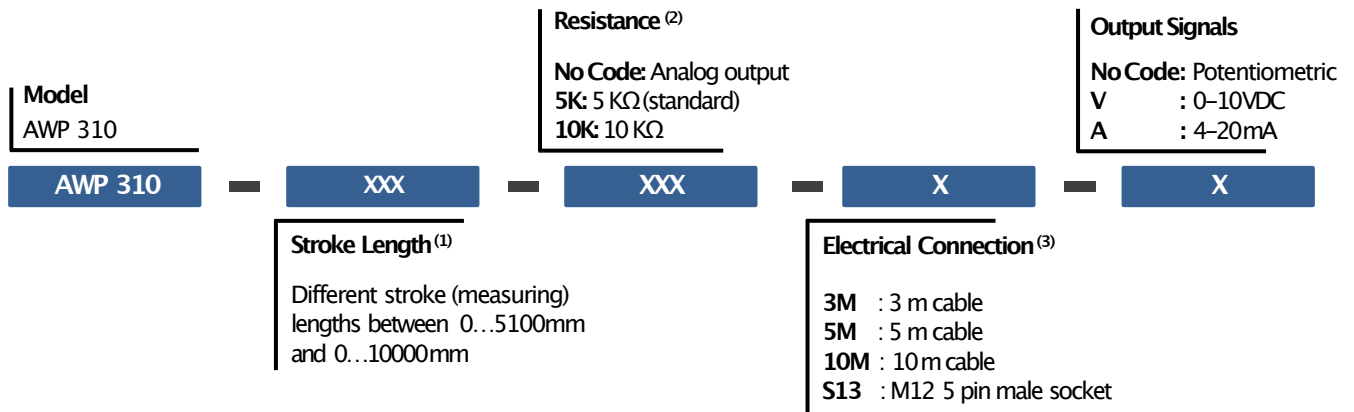 Model
AWP 310
Resistance (2)
No Code: Analog output
5K: 5 KΩ (standard)
10K: 10 KΩ
Output Signals
No Code: Potentiometric
V : 0–10VDC
A : 4–20mA
AWP 310 – XXX – XXX – X – X
Stroke Length (1)
Different stroke (measuring)
lengths between 0...5100mm
and 0...10000mm
Electrical Connection (3)
3M : 3 m cable
5M : 5 m cable
10M : 10 m cable
S13 : M12 5 pin male socket